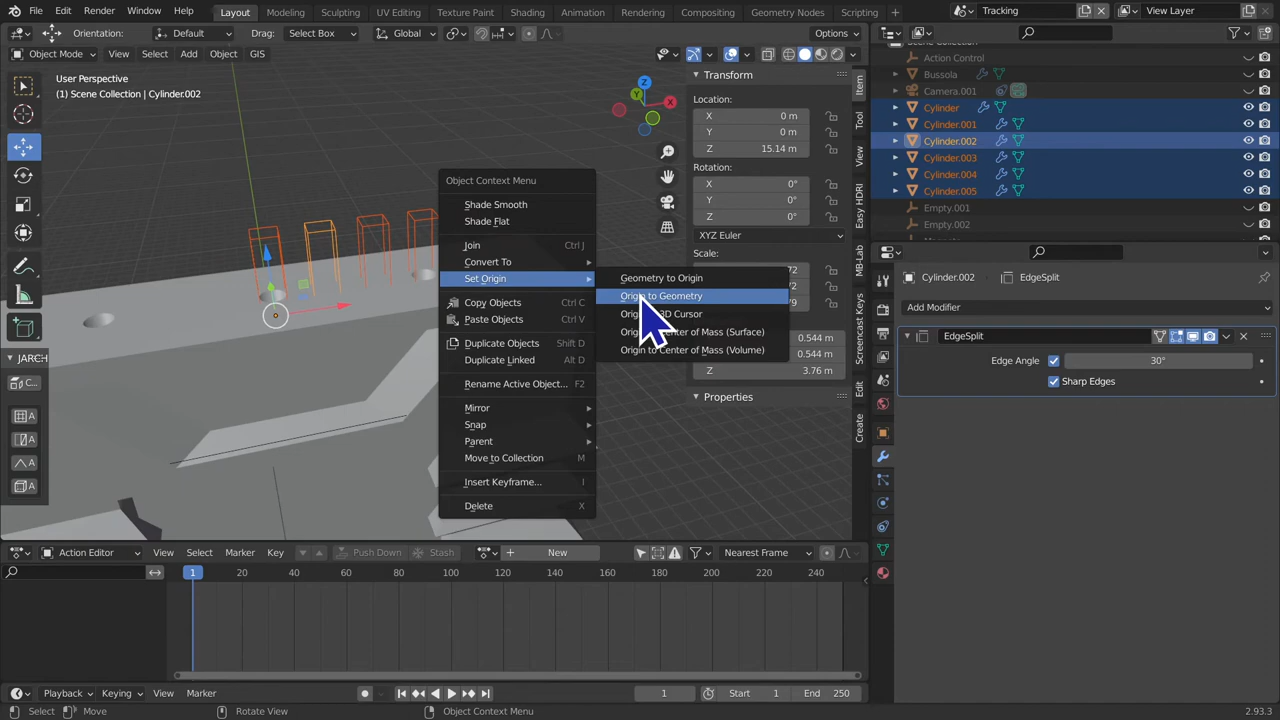 File Edit Render Window Help Layout Modeling Sculpting UV Editing Texture Paint Shading Animation Rendering Compositing Geometry Nodes Scripting + Tracking View Layer
Orientation: Default Drag: Select Box Global Options
Object Mode View Select Add Object GIS
User Perspective
(1) Scene Collection | Cylinder.002
Z
Y
X
Transform
Location:
X 0 m
Y 0 m
Z 15.14 m
Rotation:
X 0°
Y 0°
Z 0°
XYZ Euler
Scale:
72
2
79
0.544 m
0.544 m
Z 3.76 m
Properties
Item
Tool
View
Easy HDRI
MB-Lab
Screencast Keys
Edit
Create
Object Context Menu
Shade Smooth
Shade Flat
Join Ctrl J
Convert To
Set Origin
Copy Objects Ctrl C
Paste Objects Ctrl V
Duplicate Objects Shift D
Duplicate Linked Alt D
Rename Active Object... F2
Mirror
Snap
Parent
Move to Collection M
Insert Keyframe... I
Delete X
Geometry to Origin
Origin to Geometry
3D Cursor
Center of Mass (Surface)
Origin to Center of Mass (Volume)
JARCH
C...
A
A
A
A
Scene Collection
Action Control
Bussola
Camera.001
Cylinder
Cylinder.001
Cylinder.002
Cylinder.003
Cylinder.004
Cylinder.005
Empty.001
Empty.002
Cylinder.002 EdgeSplit
Add Modifier
EdgeSplit
Edge Angle 30°
Sharp Edges
Action Editor View Select Marker Key Push Down Stash + New Nearest Frame
1 20 40 60 80 100 120 140 160 180 200 220 240
Playback Keying View Marker 1 Start 1 End 250
Select Move Rotate View Object Context Menu 2.93.3